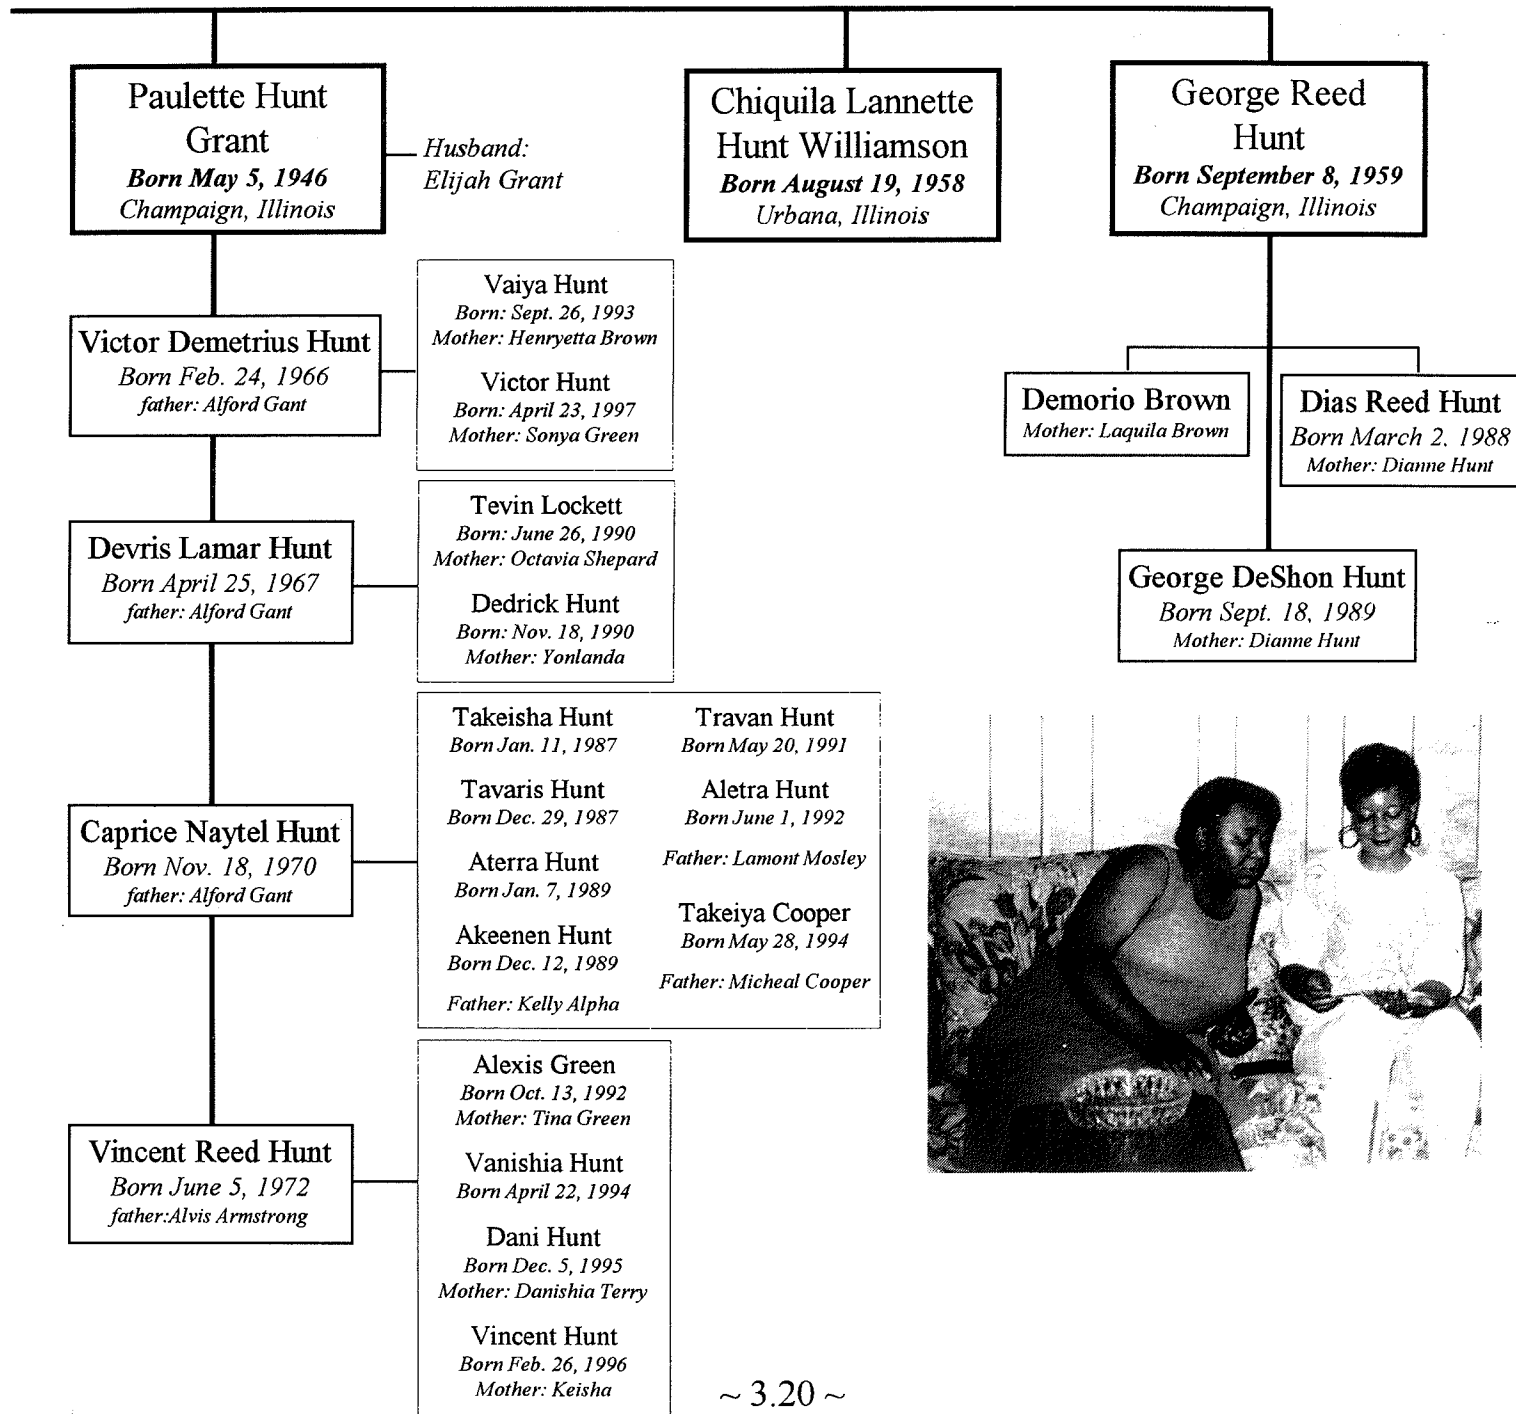 Paulette Hunt
Grant
Born May 5, 1946
Champaign, Illinois
Husband:
Elijah Grant
Chiquila Lannette
Hunt Williamson
Born August 19, 1958
Urbana, Illinois
George Reed
Hunt
Born September 8, 1959
Champaign, Illinois
Victor Demetrius Hunt
Born Feb. 24, 1966
father: Alford Gant
Vaiya Hunt
Born: Sept. 26, 1993
Mother: Henryetta Brown
Victor Hunt
Born: April 23, 1997
Mother: Sonya Green
Devris Lamar Hunt
Born April 25, 1967
father: Alford Gant
Tevin Lockett
Born: June 26, 1990
Mother: Octavia Shepard
Dedrick Hunt
Born: Nov. 18, 1990
Mother: Yonlanda
Caprice Naytel Hunt
Born Nov. 18, 1970
father: Alford Gant
Takeisha Hunt
Born Jan. 11, 1987
Tavaris Hunt
Born Dec. 29, 1987
Aterra Hunt
Born Jan. 7, 1989
Akeenen Hunt
Born Dec. 12, 1989
Father: Kelly Alpha
Travan Hunt
Born May 20, 1991
Aletra Hunt
Born June 1, 1992
Father: Lamont Mosley
Takeiya Cooper
Born May 28, 1994
Father: Micheal Cooper
Vincent Reed Hunt
Born June 5, 1972
father:Alvis Armstrong
Alexis Green
Born Oct. 13, 1992
Mother: Tina Green
Vanishia Hunt
Born April 22, 1994
Dani Hunt
Born Dec. 5, 1995
Mother: Danishia Terry
Vincent Hunt
Born Feb. 26, 1996
Mother: Keisha
Demorio Brown
Mother: Laquila Brown
Dias Reed Hunt
Born March 2, 1988
Mother: Dianne Hunt
George DeShon Hunt
Born Sept. 18, 1989
Mother: Dianne Hunt
~ 3.20 ~